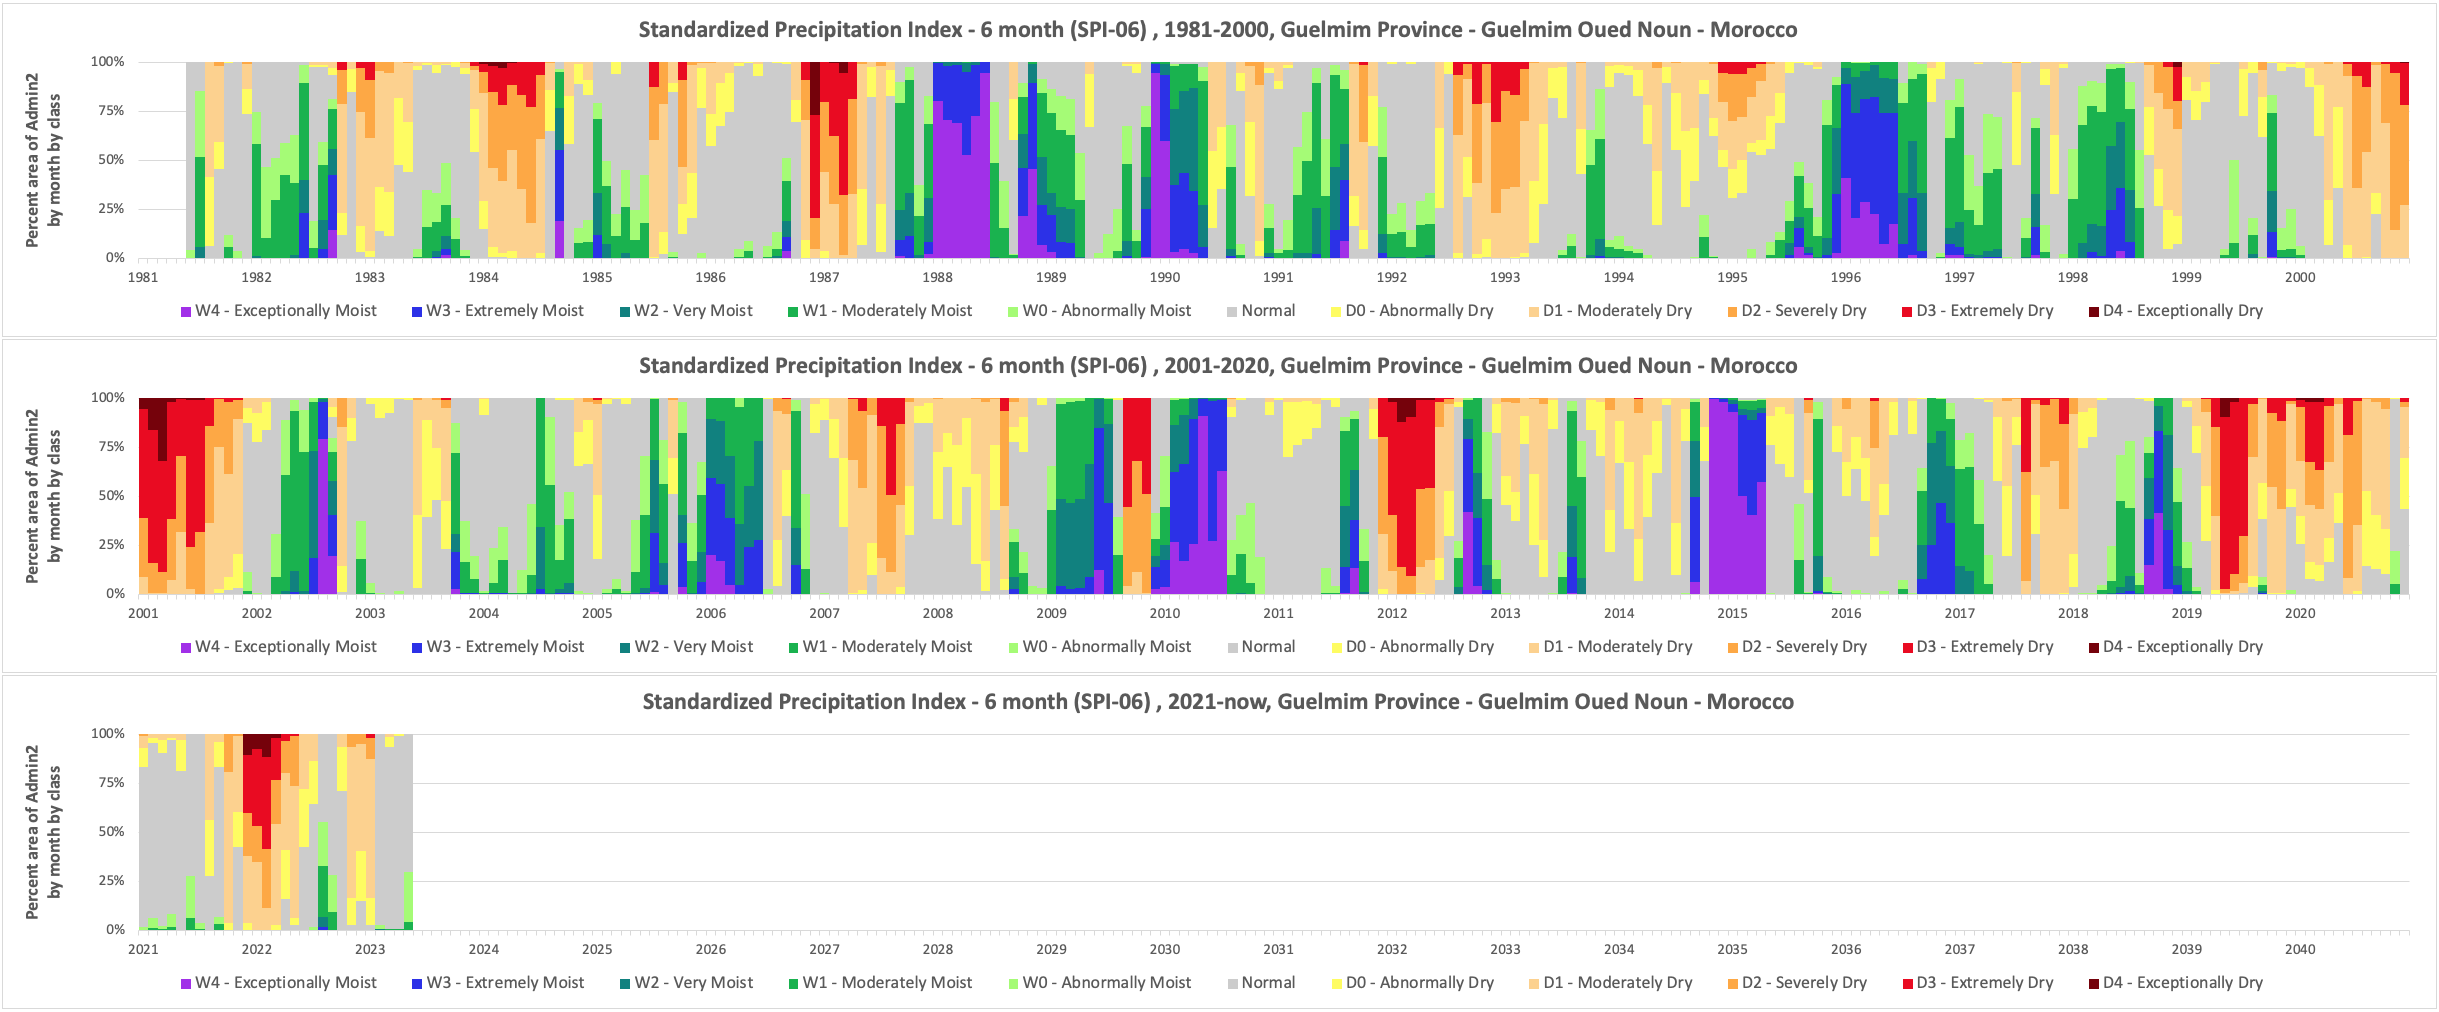 Standardized Precipitation Index - 6 month (SPI-06) , 1981-2000, Guelmim Province - Guelmim Oued Noun - Morocco
Percent area of Admin2
by month by class
100%
75%
50%
25%
0%
1981 1982 1983 1984 1985 1986 1987 1988 1989 1990 1991 1992 1993 1994 1995 1996 1997 1998 1999 2000
W4 - Exceptionally Moist W3 - Extremely Moist W2 - Very Moist W1 - Moderately Moist W0 - Abnormally Moist Normal D0 - Abnormally Dry D1 - Moderately Dry D2 - Severely Dry D3 - Extremely Dry D4 - Exceptionally Dry
Standardized Precipitation Index - 6 month (SPI-06) , 2001-2020, Guelmim Province - Guelmim Oued Noun - Morocco
Percent area of Admin2
by month by class
100%
75%
50%
25%
0%
2001 2002 2003 2004 2005 2006 2007 2008 2009 2010 2011 2012 2013 2014 2015 2016 2017 2018 2019 2020
W4 - Exceptionally Moist W3 - Extremely Moist W2 - Very Moist W1 - Moderately Moist W0 - Abnormally Moist Normal D0 - Abnormally Dry D1 - Moderately Dry D2 - Severely Dry D3 - Extremely Dry D4 - Exceptionally Dry
Standardized Precipitation Index - 6 month (SPI-06) , 2021-now, Guelmim Province - Guelmim Oued Noun - Morocco
Percent area of Admin2
by month by class
100%
75%
50%
25%
0%
2021 2022 2023 2024 2025 2026 2027 2028 2029 2030 2031 2032 2033 2034 2035 2036 2037 2038 2039 2040
W4 - Exceptionally Moist W3 - Extremely Moist W2 - Very Moist W1 - Moderately Moist W0 - Abnormally Moist Normal D0 - Abnormally Dry D1 - Moderately Dry D2 - Severely Dry D3 - Extremely Dry D4 - Exceptionally Dry